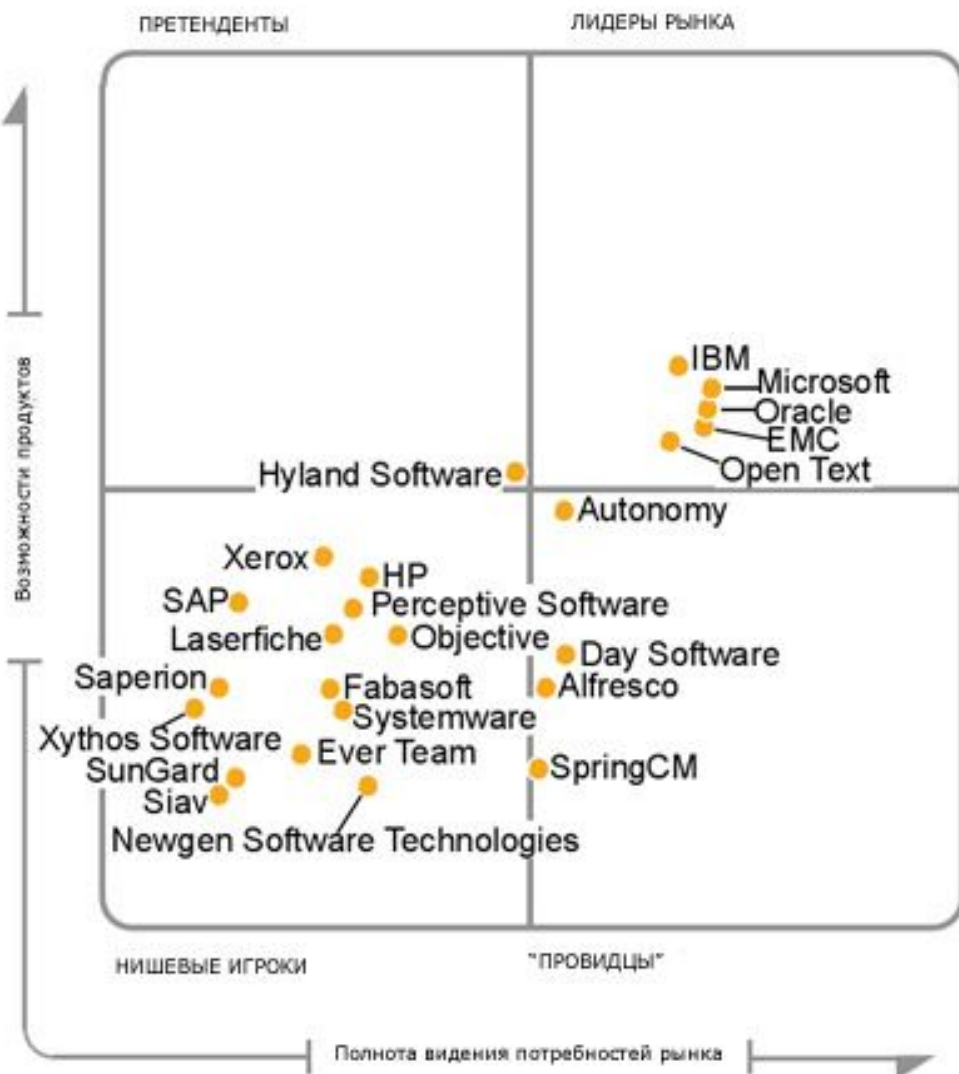 ПРЕТЕНДЕНТЫ
ЛИДЕРЫ РЫНКА
Возможности продуктов
IBM
Microsoft
Oracle
EMC
Open Text
Hyland Software
Autonomy
Xerox
HP
SAP
Perceptive Software
Laserfiche
Objective
Day Software
Saperion
Fabasoft
Alfresco
Systemware
Xythos Software
Ever Team
SunGard
SpringCM
Siav
Newgen Software Technologies
НИШЕВЫЕ ИГРОКИ
"ПРОВИДЦЫ"
Полнота видения потребностей рынка